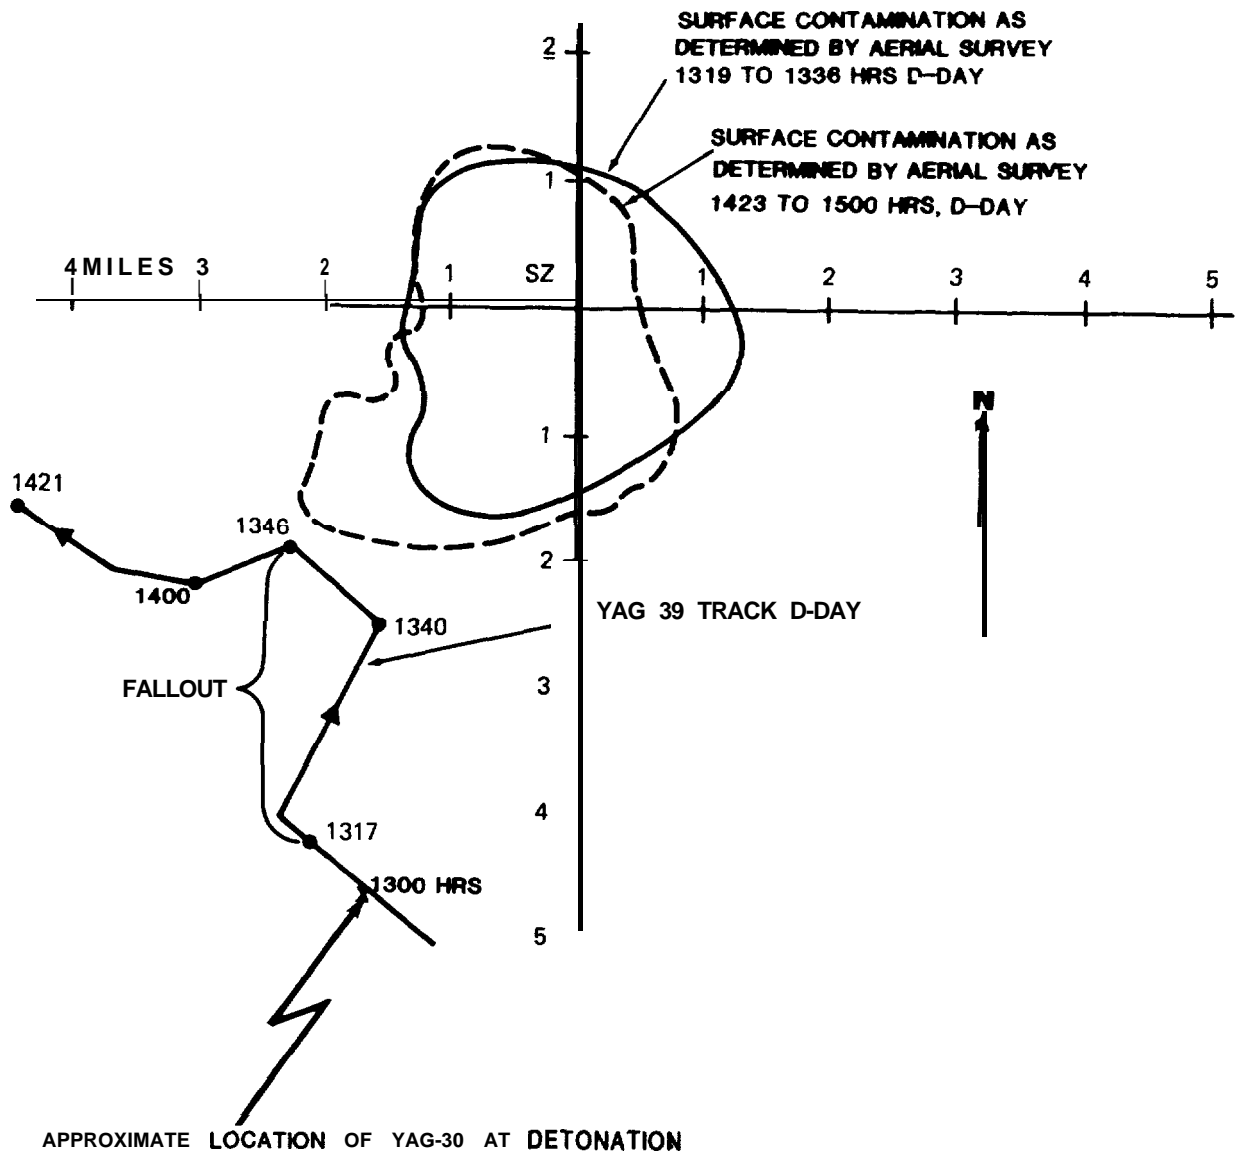 SURFACE CONTAMINATION AS
DETERMINED BY AERIAL SURVEY
1319 TO 1336 HRS D-DAY
2
SURFACE CONTAMINATION AS
DETERMINED BY AERIAL SURVEY
1423 TO 1500 HRS, D-DAY
1
4 MILES 3 2 1 SZ 1 2 3 4 5
N
1
1421
1346
2
1400
YAG 39 TRACK D-DAY
1340
3
FALLOUT
4
1317
1300 HRS
5
APPROXIMATE LOCATION OF YAG-30 AT DETONATION